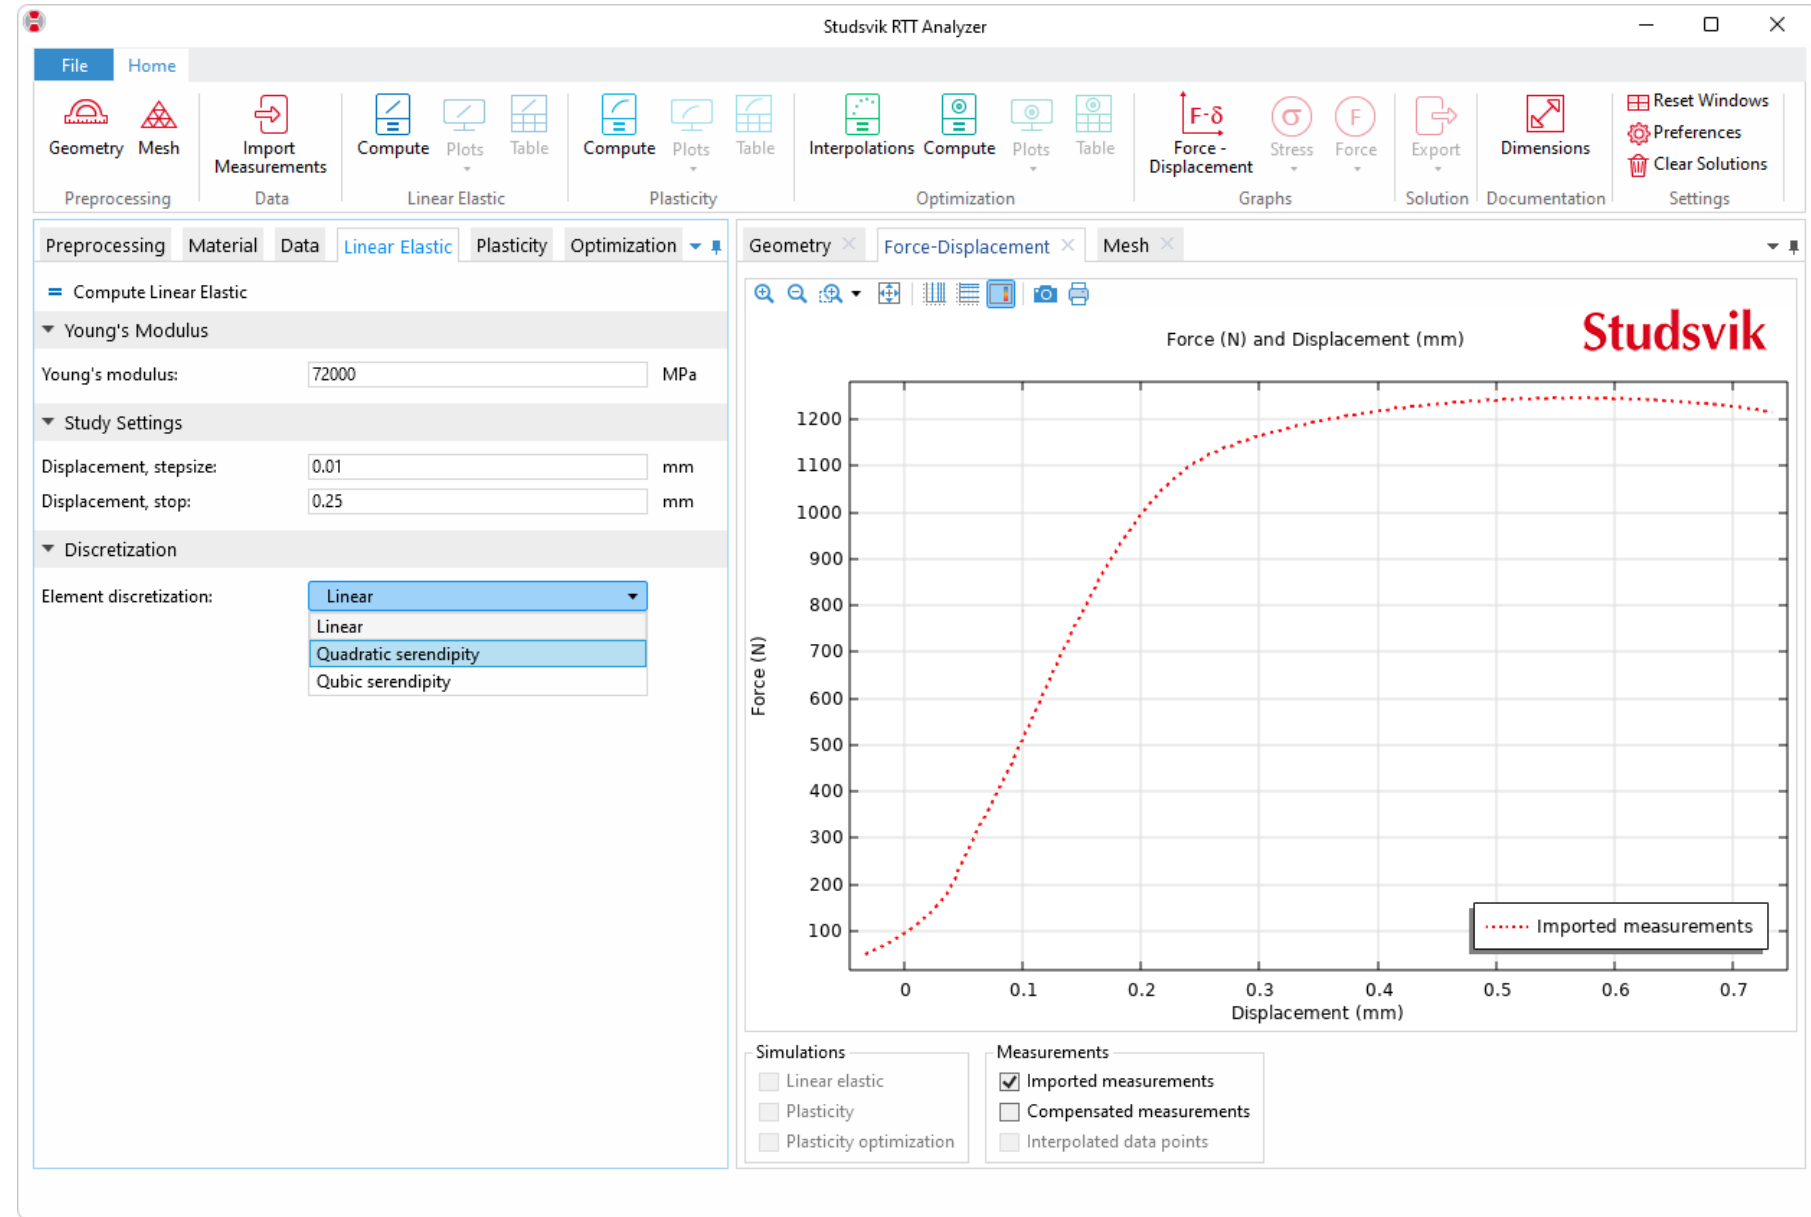 Studsvik RTT Analyzer
File Home
Geometry Mesh
Import Measurements
Compute Plots Table
Compute Plots Table
Interpolations Compute Plots Table
F-δ
Force - Displacement
σ
Stress
F
Force
Export
Dimensions
Reset Windows
Preferences
Clear Solutions
Preprocessing Data Linear Elastic Plasticity Optimization Graphs Solution Documentation Settings
Preprocessing Material Data Linear Elastic Plasticity Optimization
Compute Linear Elastic
Young's Modulus
Young's modulus: 72000 MPa
Study Settings
Displacement, stepsize: 0.01 mm
Displacement, stop: 0.25 mm
Discretization
Element discretization: Linear
Linear
Quadratic serendipity
Qubic serendipity
Geometry Force-Displacement Mesh
Studsvik
Force (N) and Displacement (mm)
1200
1100
1000
900
800
700
600
500
400
300
200
100
Force (N)
Imported measurements
0 0.1 0.2 0.3 0.4 0.5 0.6 0.7
Displacement (mm)
Simulations
Linear elastic
Plasticity
Plasticity optimization
Measurements
Imported measurements
Compensated measurements
Interpolated data points